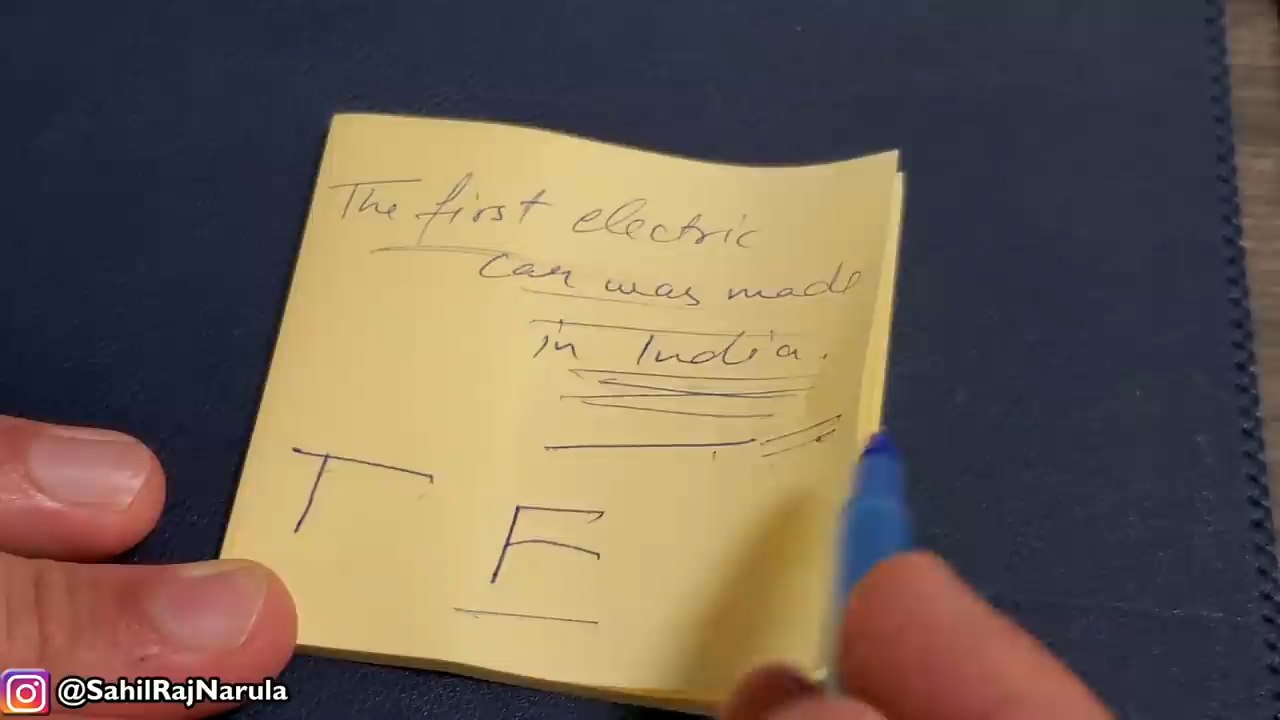 The first electric
car was made
in India.
T
F
@SahilRajNarula